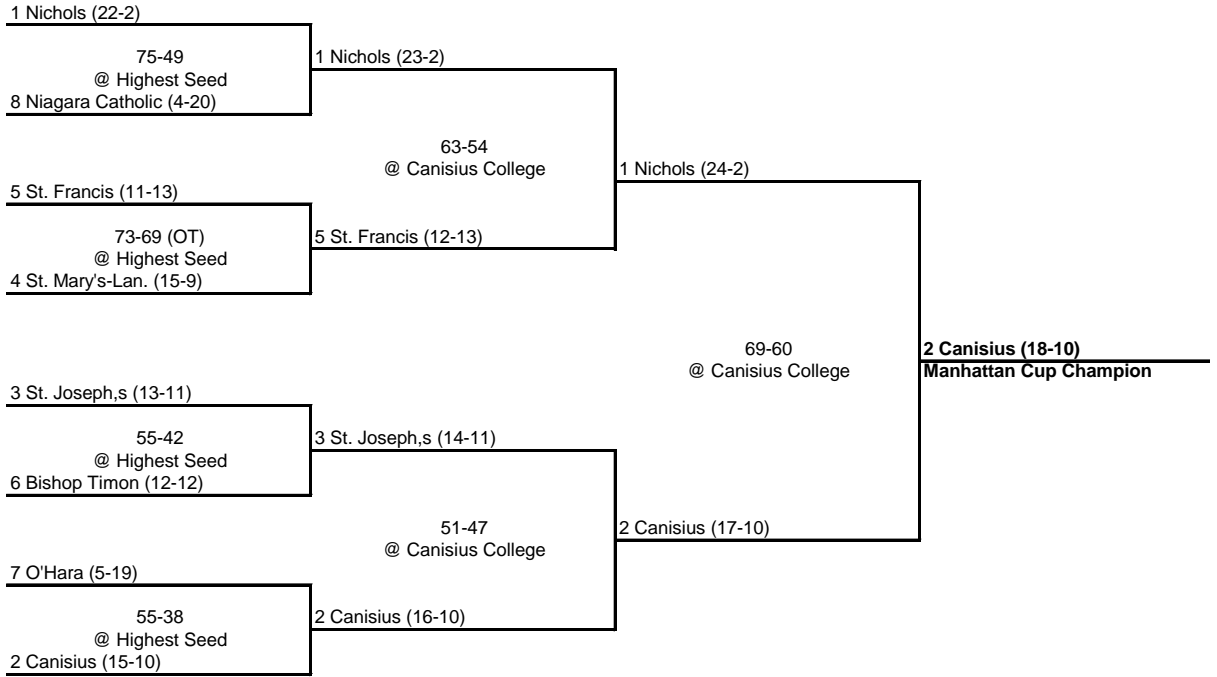 1 Nichols (22-2)
75-49
@ Highest Seed
8 Niagara Catholic (4-20)
1 Nichols (23-2)
63-54
@ Canisius College
5 St. Francis (11-13)
73-69 (OT)
@ Highest Seed
4 St. Mary's-Lan. (15-9)
5 St. Francis (12-13)
1 Nichols (24-2)
69-60
@ Canisius College
2 Canisius (18-10)
Manhattan Cup Champion
3 St. Joseph,s (13-11)
55-42
@ Highest Seed
6 Bishop Timon (12-12)
3 St. Joseph,s (14-11)
51-47
@ Canisius College
2 Canisius (17-10)
7 O'Hara (5-19)
55-38
@ Highest Seed
2 Canisius (15-10)
2 Canisius (16-10)